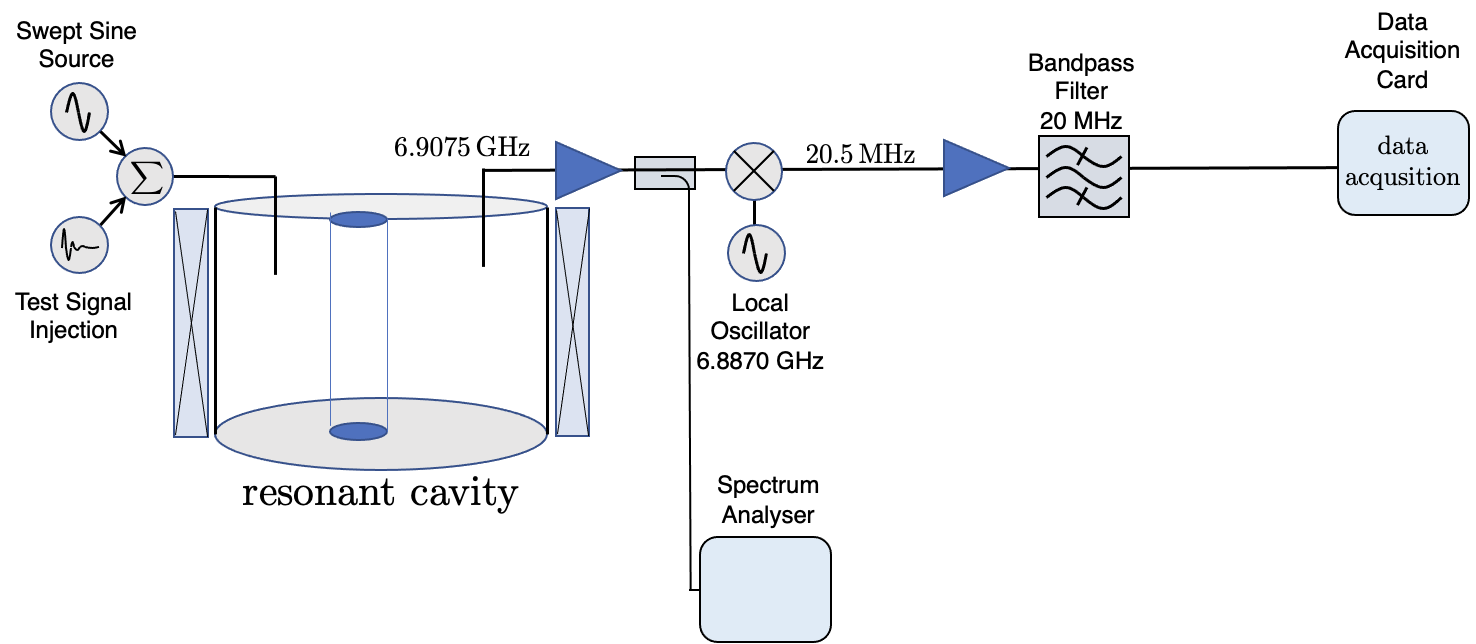 Swept Sine
Source
Σ
Test Signal
Injection
6.9075 GHz
resonant cavity
20.5 MHz
Local
Oscillator
6.8870 GHz
Spectrum
Analyser
Bandpass
Filter
20 MHz
Data
Acquisition
Card
data
acqusition